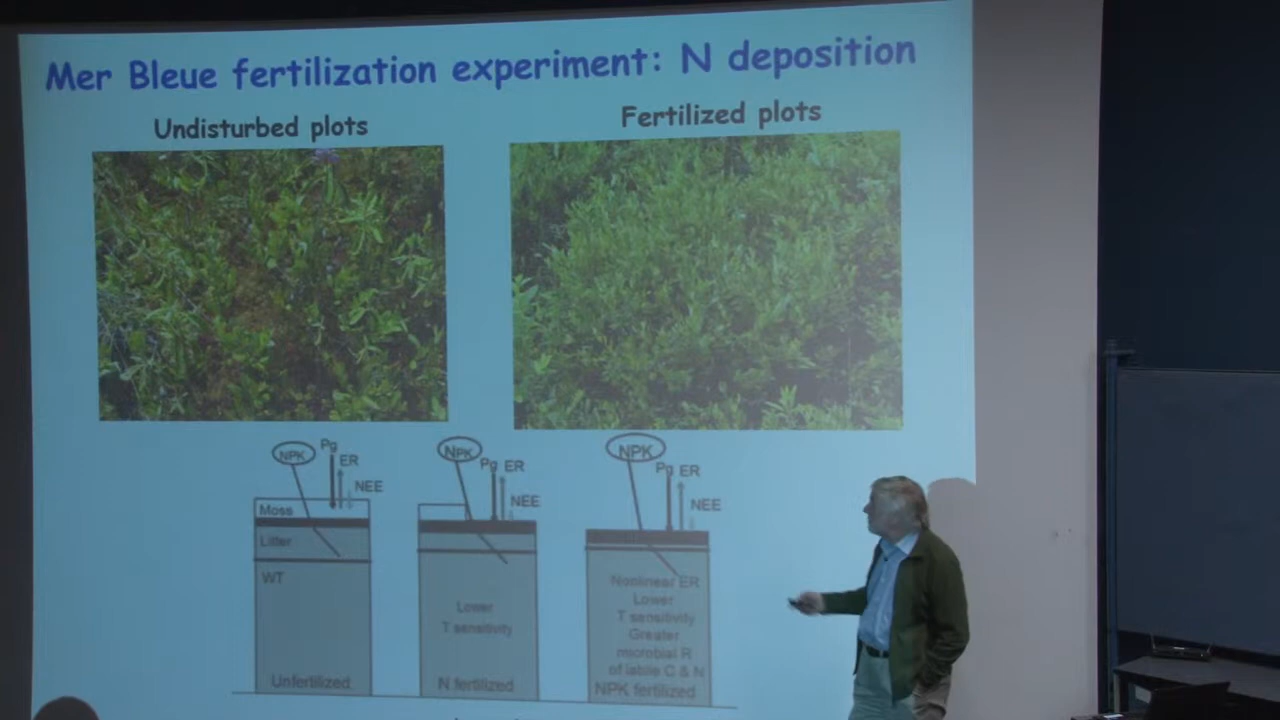 Mer Bleue fertilization experiment: N deposition
Undisturbed plots
Fertilized plots
NPK
Pg
ER
NEE
Moss
Litter
WT
Unfertilized
NPK
Pg
ER
NEE
Lower
T sensitivity
N fertilized
NPK
Pg
ER
NEE
Nonlinear ER
Lower
T sensitivity
Greater
microbial R
of labile C & N
NPK fertilized